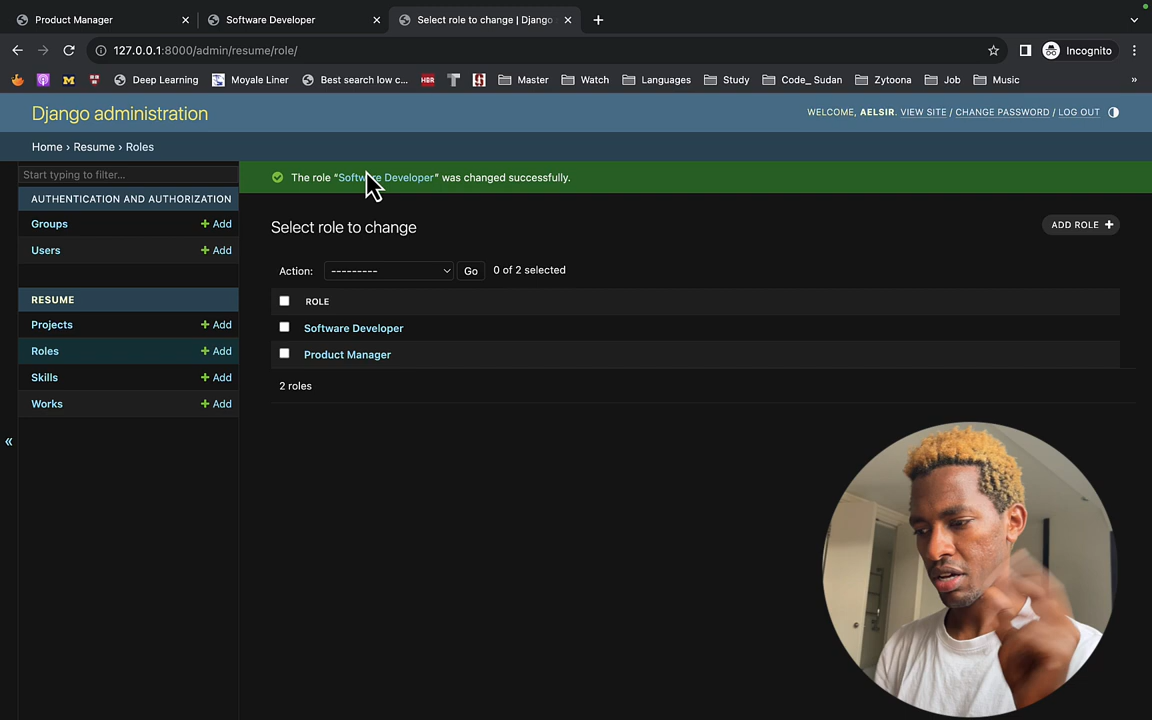 Product Manager
Software Developer
Select role to change | Django
127.0.0.1:8000/admin/resume/role/
Incognito
Deep Learning
Moyale Liner
Best search low c...
HBR
Master
Watch
Languages
Study
Code_ Sudan
Zytoona
Job
Music
»
Django administration
WELCOME, AELSIR. VIEW SITE / CHANGE PASSWORD / LOG OUT
Home › Resume › Roles
Start typing to filter...
The role “Software Developer” was changed successfully.
AUTHENTICATION AND AUTHORIZATION
Groups + Add
Users + Add
RESUME
Projects + Add
Roles + Add
Skills + Add
Works + Add
«
Select role to change
ADD ROLE +
Action: --------- Go 0 of 2 selected
ROLE
Software Developer
Product Manager
2 roles